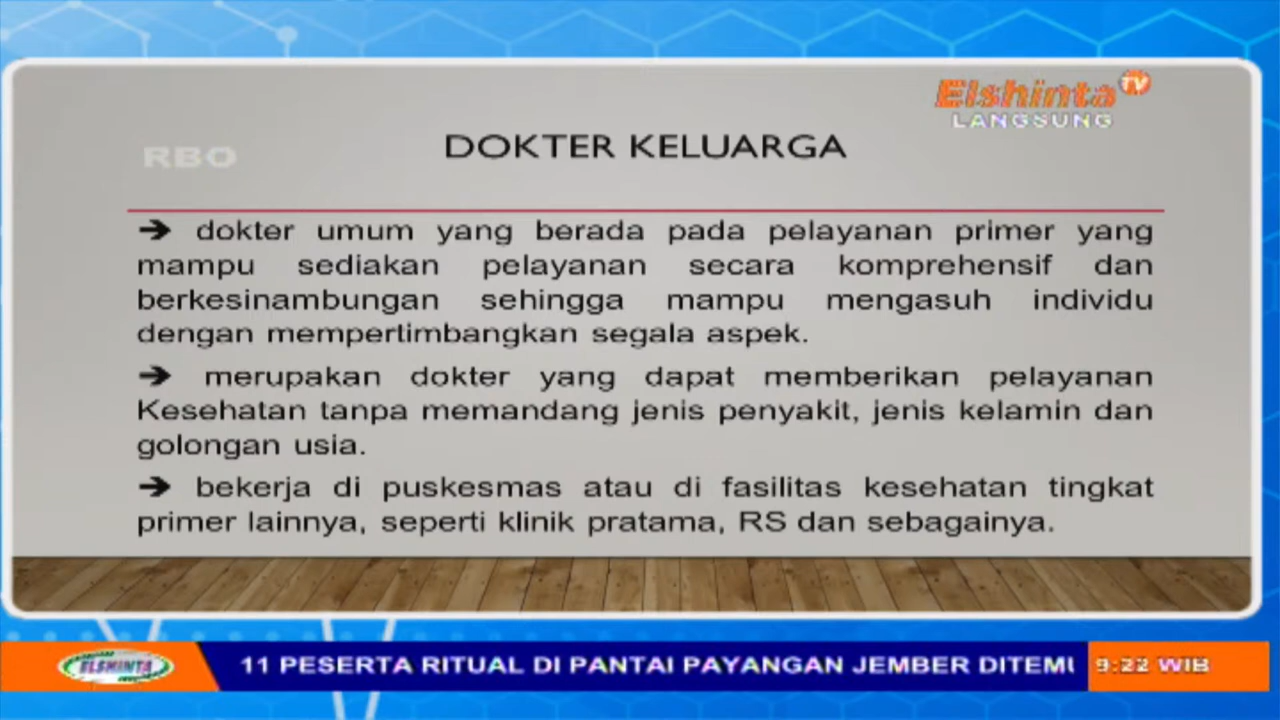 Elshinta TV
LANGSUNG
RBO
DOKTER KELUARGA
➔ dokter umum yang berada pada pelayanan primer yang
mampu sediakan pelayanan secara komprehensif dan
berkesinambungan sehingga mampu mengasuh individu
dengan mempertimbangkan segala aspek.
➔ merupakan dokter yang dapat memberikan pelayanan
Kesehatan tanpa memandang jenis penyakit, jenis kelamin dan
golongan usia.
➔ bekerja di puskesmas atau di fasilitas kesehatan tingkat
primer lainnya, seperti klinik pratama, RS dan sebagainya.
ELSHINTA
11 PESERTA RITUAL DI PANTAI PAYANGAN JEMBER DITEMU
9:22 WIB